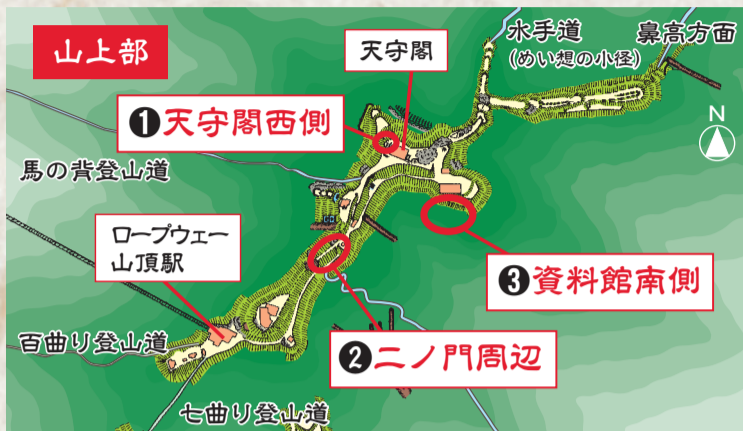 山上部
天守閣
水手道
(めい想の小径)
鼻高方面
❶天守閣西側
N
馬の背登山道
ロープウェー
山頂駅
❸資料館南側
百曲り登山道
❷二ノ門周辺
七曲り登山道